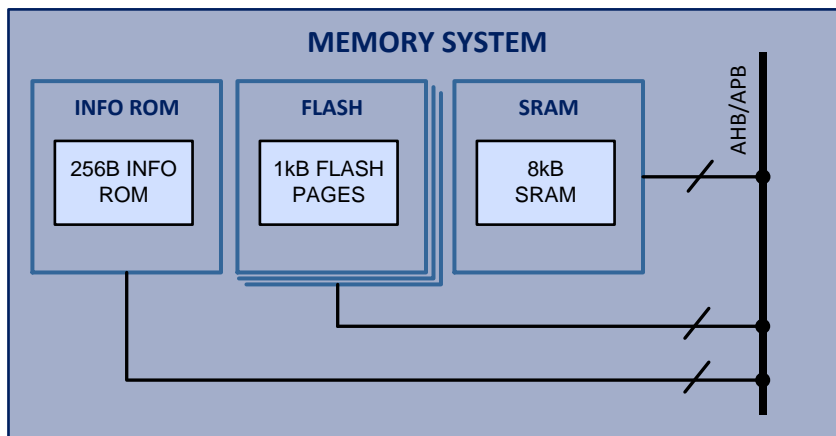 MEMORY SYSTEM
INFO ROM
FLASH
SRAM
AHB/APB
256B INFO
ROM
1kB FLASH
PAGES
8kB
SRAM